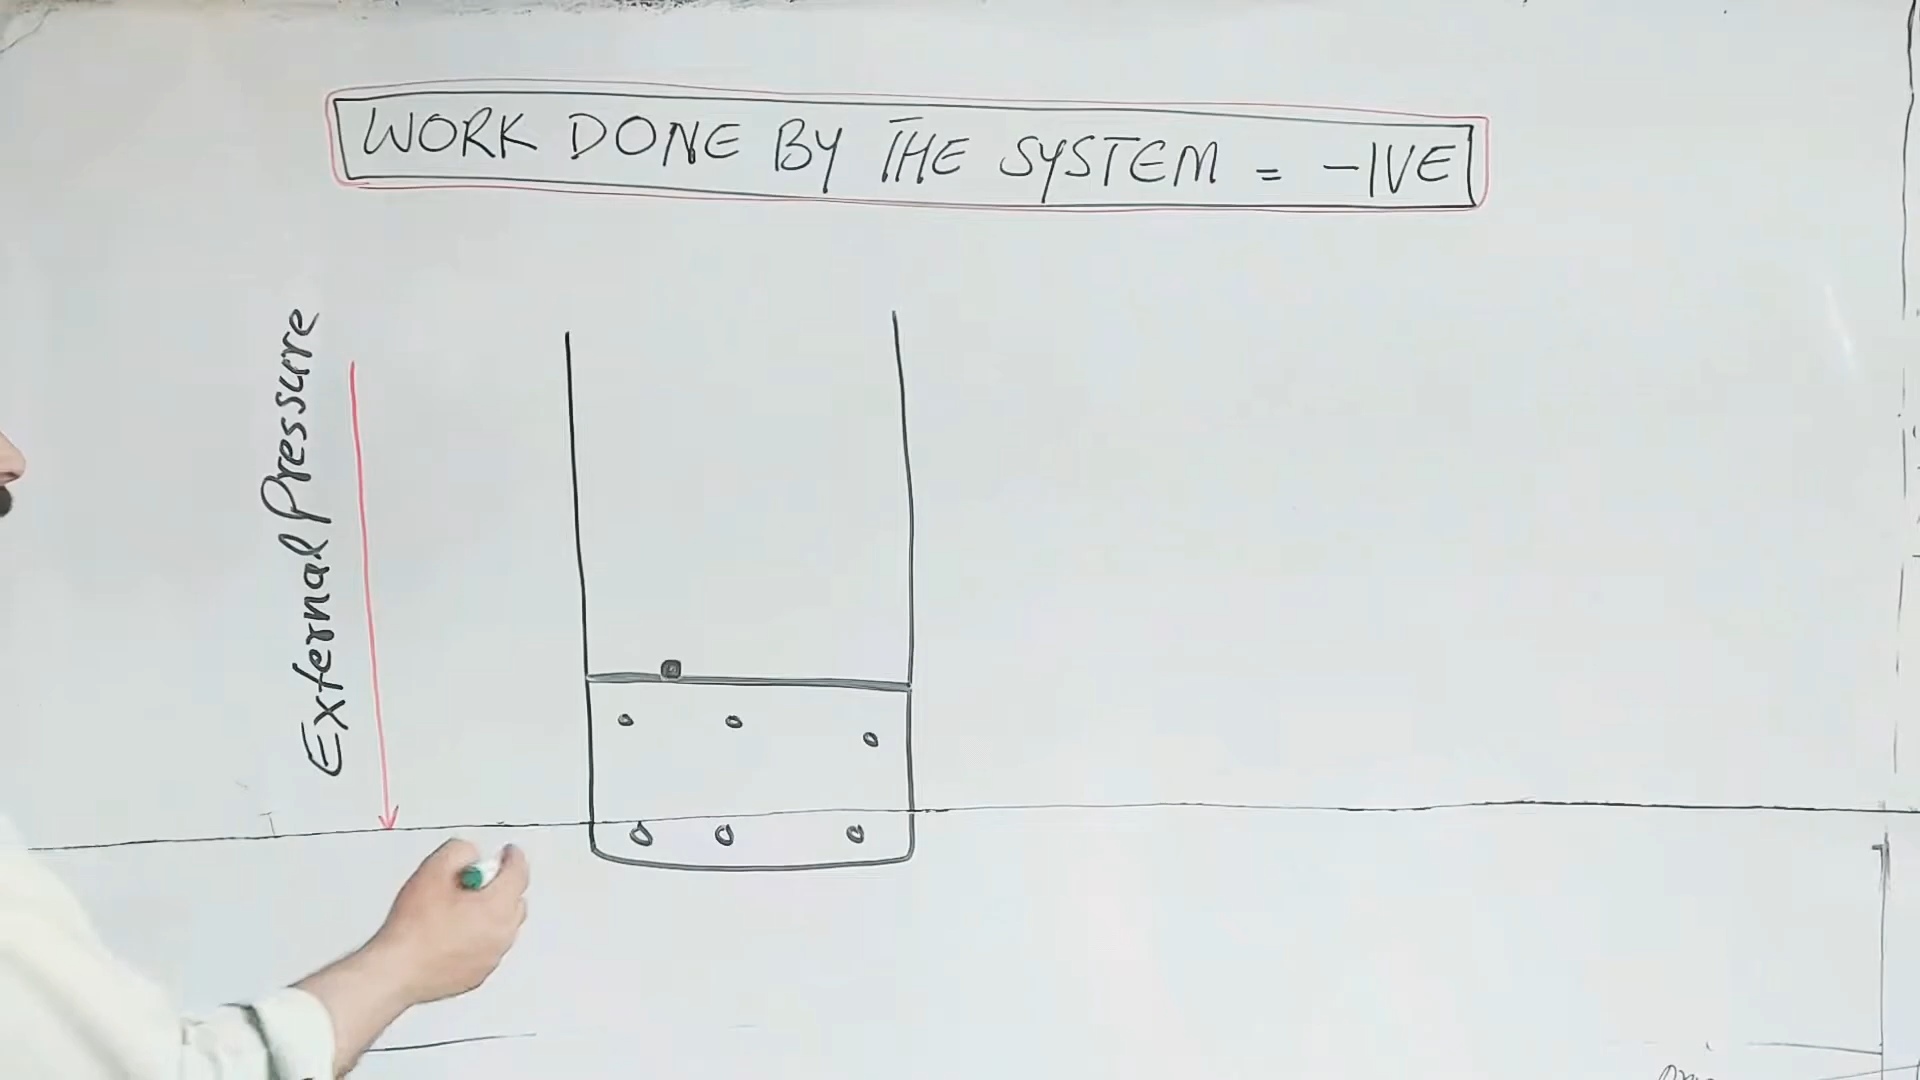 WORK DONE BY THE SYSTEM = -IVE
External Pressure